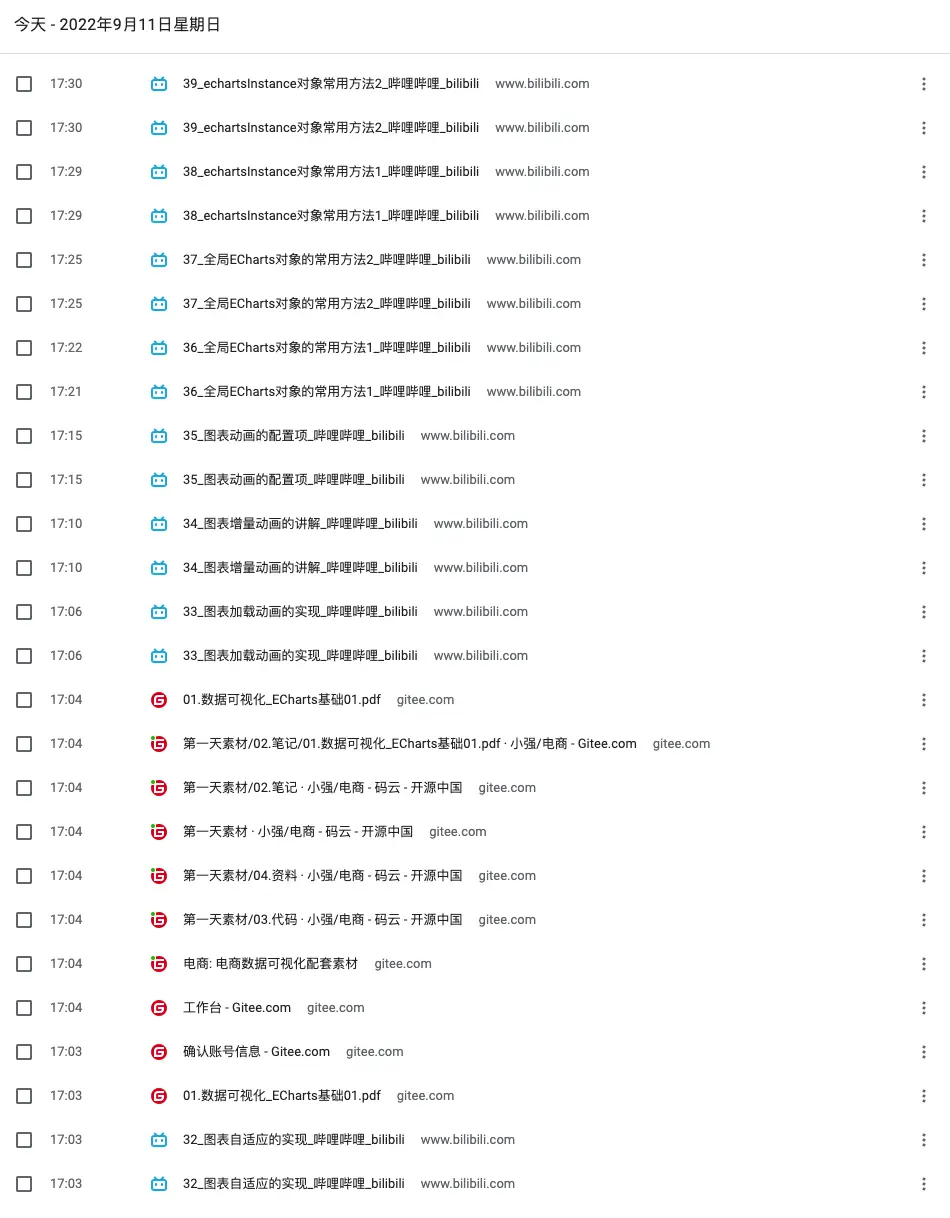 今天 - 2022年9月11日星期日
17:30 39_echartsInstance对象常用方法2_哔哩哔哩_bilibili www.bilibili.com
17:30 39_echartsInstance对象常用方法2_哔哩哔哩_bilibili www.bilibili.com
17:29 38_echartsInstance对象常用方法1_哔哩哔哩_bilibili www.bilibili.com
17:29 38_echartsInstance对象常用方法1_哔哩哔哩_bilibili www.bilibili.com
17:25 37_全局ECharts对象的常用方法2_哔哩哔哩_bilibili www.bilibili.com
17:25 37_全局ECharts对象的常用方法2_哔哩哔哩_bilibili www.bilibili.com
17:22 36_全局ECharts对象的常用方法1_哔哩哔哩_bilibili www.bilibili.com
17:21 36_全局ECharts对象的常用方法1_哔哩哔哩_bilibili www.bilibili.com
17:15 35_图表动画的配置项_哔哩哔哩_bilibili www.bilibili.com
17:15 35_图表动画的配置项_哔哩哔哩_bilibili www.bilibili.com
17:10 34_图表增量动画的讲解_哔哩哔哩_bilibili www.bilibili.com
17:10 34_图表增量动画的讲解_哔哩哔哩_bilibili www.bilibili.com
17:06 33_图表加载动画的实现_哔哩哔哩_bilibili www.bilibili.com
17:06 33_图表加载动画的实现_哔哩哔哩_bilibili www.bilibili.com
17:04 01.数据可视化_ECharts基础01.pdf gitee.com
17:04 第一天素材/02.笔记/01.数据可视化_ECharts基础01.pdf · 小强/电商 - Gitee.com gitee.com
17:04 第一天素材/02.笔记 · 小强/电商 - 码云 - 开源中国 gitee.com
17:04 第一天素材 · 小强/电商 - 码云 - 开源中国 gitee.com
17:04 第一天素材/04.资料 · 小强/电商 - 码云 - 开源中国 gitee.com
17:04 第一天素材/03.代码 · 小强/电商 - 码云 - 开源中国 gitee.com
17:04 电商: 电商数据可视化配套素材 gitee.com
17:04 工作台 - Gitee.com gitee.com
17:03 确认账号信息 - Gitee.com gitee.com
17:03 01.数据可视化_ECharts基础01.pdf gitee.com
17:03 32_图表自适应的实现_哔哩哔哩_bilibili www.bilibili.com
17:03 32_图表自适应的实现_哔哩哔哩_bilibili www.bilibili.com